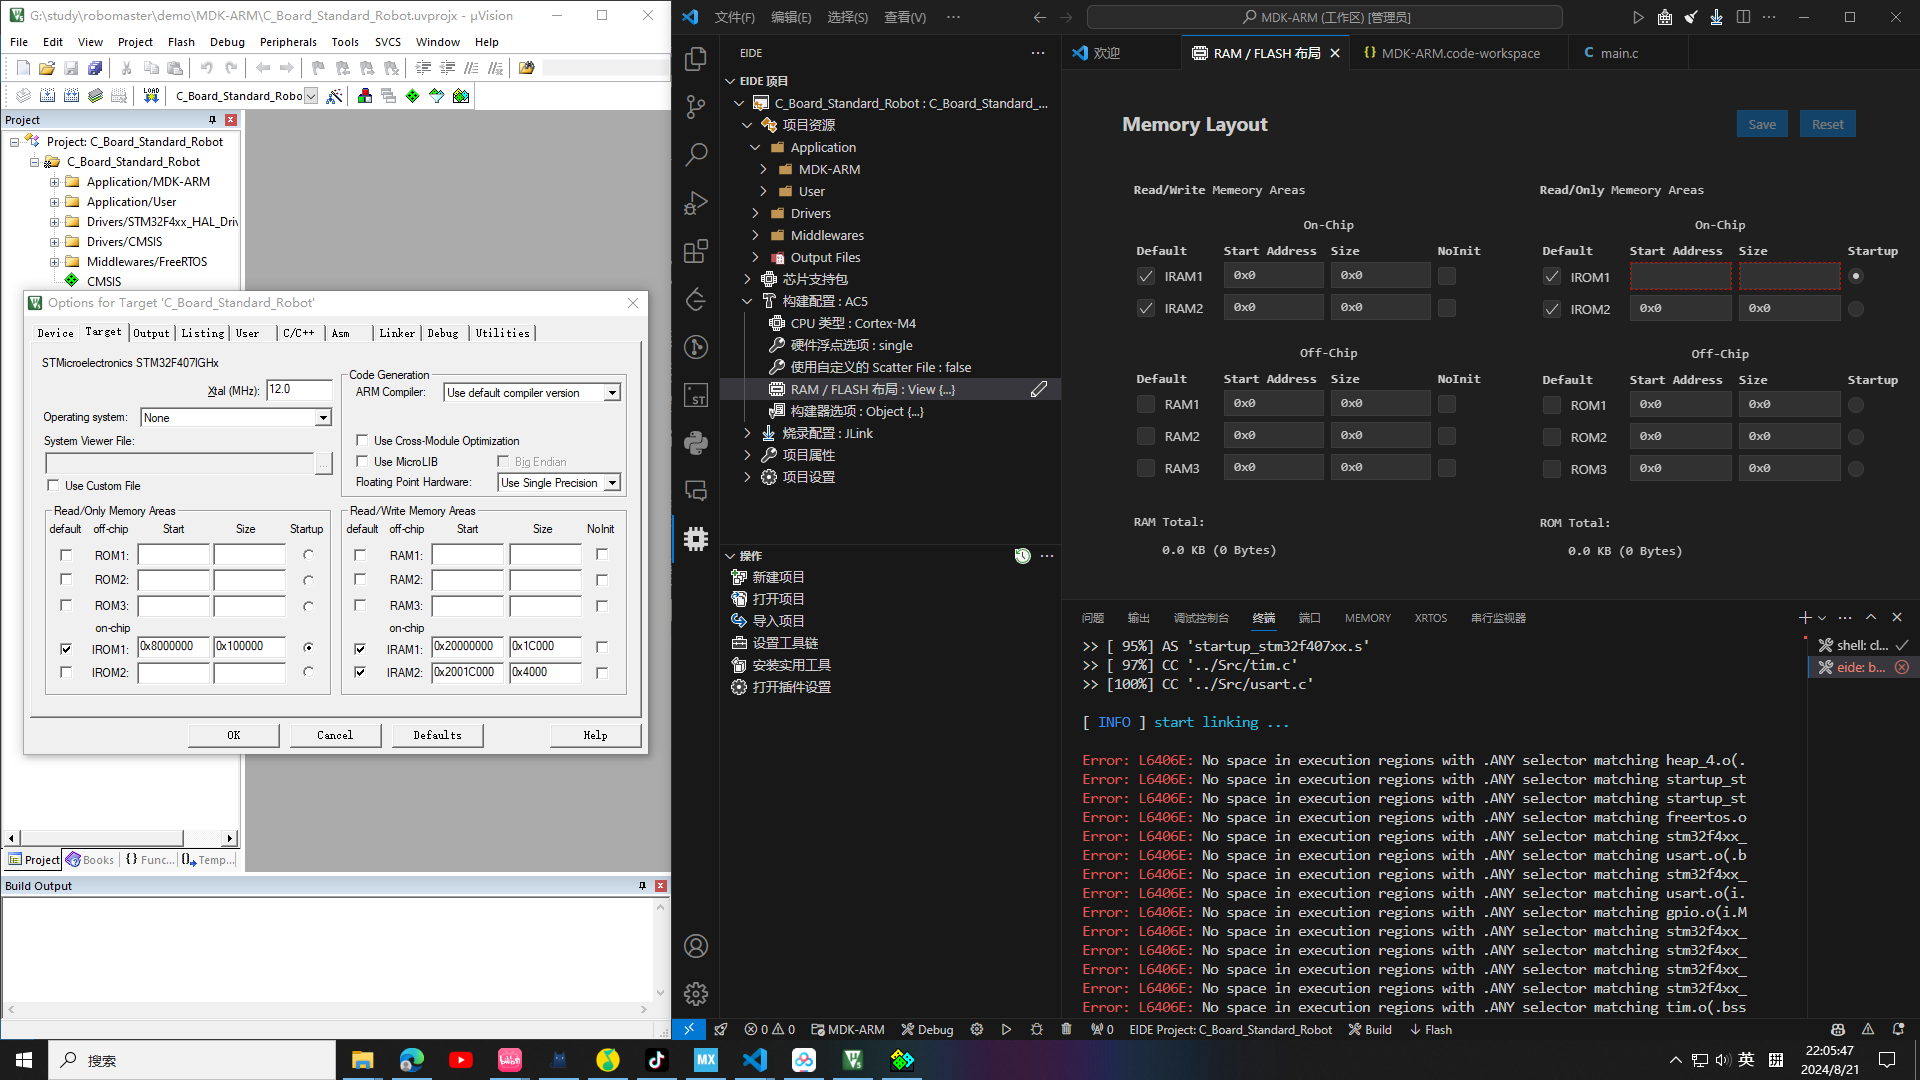 G:\study\robomaster\demo\MDK-ARM\C_Board_Standard_Robot.uvprojx - µVision
File Edit View Project Flash Debug Peripherals Tools SVCS Window Help
LOAD
C_Board_Standard_Robo
Project
Project: C_Board_Standard_Robot
C_Board_Standard_Robot
Application/MDK-ARM
Application/User
Drivers/STM32F4xx_HAL_Driv
Drivers/CMSIS
Middlewares/FreeRTOS
CMSIS
Options for Target 'C_Board_Standard_Robot'
Device Target Output Listing User C/C++ Asm Linker Debug Utilities
STMicroelectronics STM32F407IGHx
Xtal (MHz): 12.0
Operating system: None
System Viewer File:
...
Use Custom File
Code Generation
ARM Compiler: Use default compiler version
Use Cross-Module Optimization
Use MicroLIB Big Endian
Floating Point Hardware: Use Single Precision
Read/Only Memory Areas
default off-chip Start Size Startup
ROM1:
ROM2:
ROM3:
on-chip
IROM1: 0x8000000 0x100000
IROM2:
Read/Write Memory Areas
default off-chip Start Size NoInit
RAM1:
RAM2:
RAM3:
on-chip
IRAM1: 0x20000000 0x1C000
IRAM2: 0x2001C000 0x4000
OK Cancel Defaults Help
Project Books {} Func... Temp...
Build Output
文件(F) 编辑(E) 选择(S) 查看(V) ...
MDK-ARM (工作区) [管理员]
EIDE
EIDE 项目
C_Board_Standard_Robot : C_Board_Standard_...
项目资源
Application
MDK-ARM
User
Drivers
Middlewares
Output Files
芯片支持包
构建配置 : AC5
CPU 类型 : Cortex-M4
硬件浮点选项 : single
使用自定义的 Scatter File : false
RAM / FLASH 布局 : View {...}
构建器选项 : Object {...}
烧录配置 : JLink
项目属性
项目设置
操作
新建项目
打开项目
导入项目
设置工具链
安装实用工具
打开插件设置
欢迎 RAM / FLASH 布局 {} MDK-ARM.code-workspace C main.c
Memory Layout
Save Reset
Read/Write Memeory Areas
On-Chip
Default Start Address Size NoInit
IRAM1 0x0 0x0
IRAM2 0x0 0x0
Off-Chip
Default Start Address Size NoInit
RAM1 0x0 0x0
RAM2 0x0 0x0
RAM3 0x0 0x0
RAM Total:
0.0 KB (0 Bytes)
Read/Only Memeory Areas
On-Chip
Default Start Address Size Startup
IROM1
IROM2 0x0 0x0
Off-Chip
Default Start Address Size Startup
ROM1 0x0 0x0
ROM2 0x0 0x0
ROM3 0x0 0x0
ROM Total:
0.0 KB (0 Bytes)
问题 输出 调试控制台 终端 端口 MEMORY XRTOS 串行监视器
>> [ 95%] AS 'startup_stm32f407xx.s'
>> [ 97%] CC '../Src/tim.c'
>> [100%] CC '../Src/usart.c'
[ INFO ] start linking ...
Error: L6406E: No space in execution regions with .ANY selector matching heap_4.o(.
Error: L6406E: No space in execution regions with .ANY selector matching startup_st
Error: L6406E: No space in execution regions with .ANY selector matching startup_st
Error: L6406E: No space in execution regions with .ANY selector matching freertos.o
Error: L6406E: No space in execution regions with .ANY selector matching stm32f4xx_
Error: L6406E: No space in execution regions with .ANY selector matching usart.o(.b
Error: L6406E: No space in execution regions with .ANY selector matching stm32f4xx_
Error: L6406E: No space in execution regions with .ANY selector matching usart.o(i.
Error: L6406E: No space in execution regions with .ANY selector matching gpio.o(i.M
Error: L6406E: No space in execution regions with .ANY selector matching stm32f4xx_
Error: L6406E: No space in execution regions with .ANY selector matching stm32f4xx_
Error: L6406E: No space in execution regions with .ANY selector matching stm32f4xx_
Error: L6406E: No space in execution regions with .ANY selector matching stm32f4xx_
Error: L6406E: No space in execution regions with .ANY selector matching tim.o(.bss
shell: cl...
eide: b...
0 0 MDK-ARM Debug 0 EIDE Project: C_Board_Standard_Robot Build Flash
搜索
MX
英
22:05:47
2024/8/21